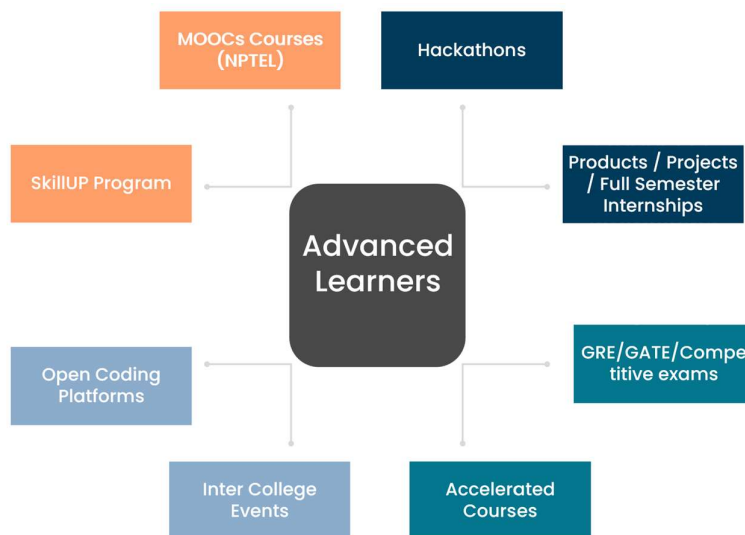 MOOCs Courses
(NPTEL)
Hackathons
SkillUP Program
Products / Projects
/ Full Semester
Internships
Advanced
Learners
Open Coding
Platforms
GRE/GATE/Compe
titive exams
Inter College
Events
Accelerated
Courses